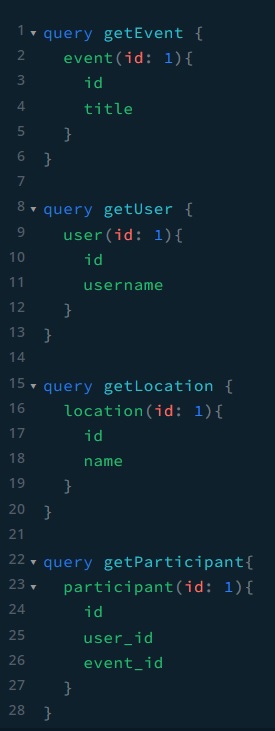 1 query getEvent {
2 event(id: 1){
3 id
4 title
5 }
6 }
7
8 query getUser {
9 user(id: 1){
10 id
11 username
12 }
13 }
14
15 query getLocation {
16 location(id: 1){
17 id
18 name
19 }
20 }
21
22 query getParticipant{
23 participant(id: 1){
24 id
25 user_id
26 event_id
27 }
28 }